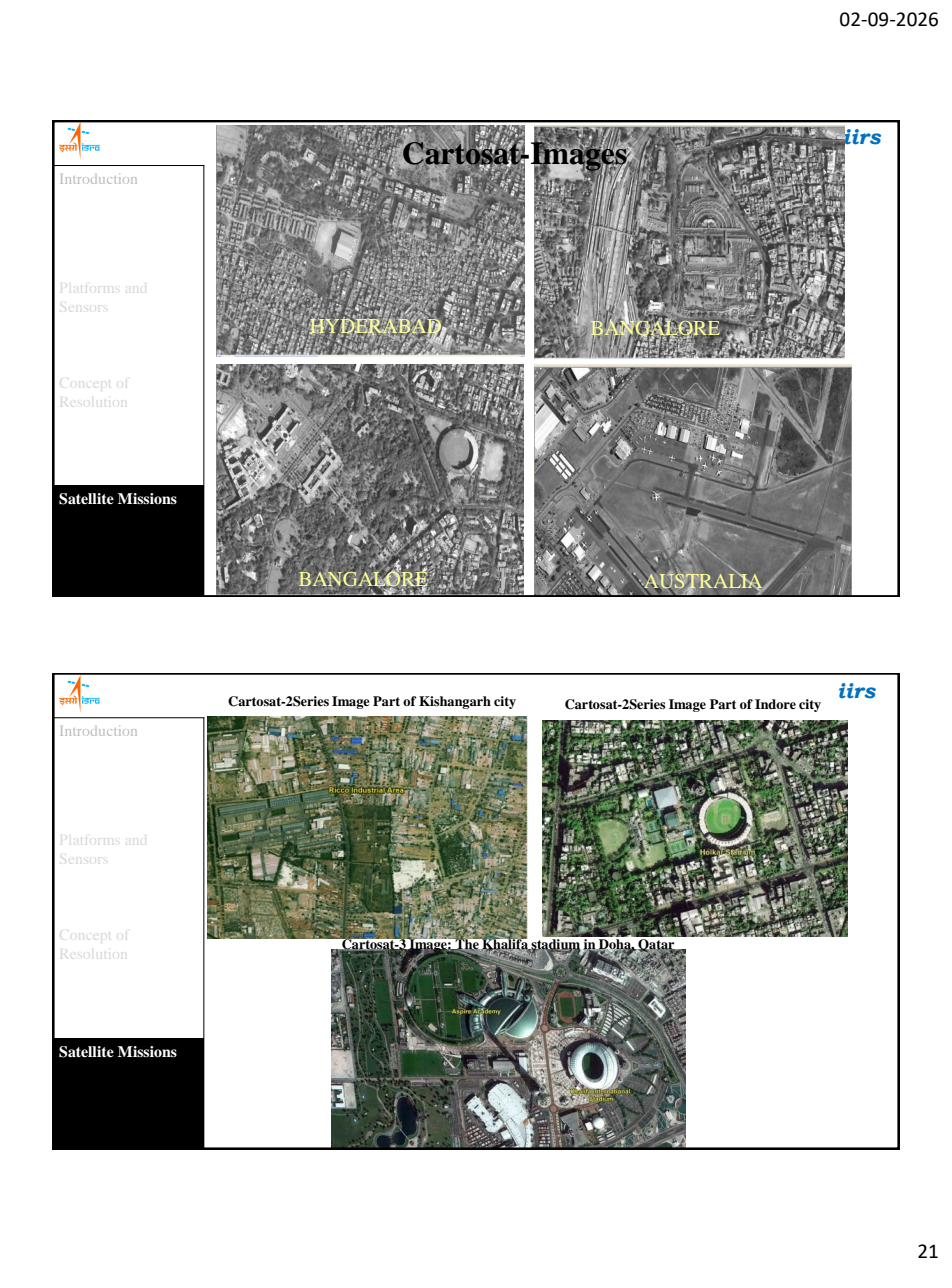 02-09-2026
इसरो isro
Cartosat-Images
iirs
Introduction
Platforms and
Sensors
Concept of
Resolution
Satellite Missions
HYDERABAD
BANGALORE
BANGALORE
AUSTRALIA
इसरो isro
Cartosat-2Series Image Part of Kishangarh city
Cartosat-2Series Image Part of Indore city
iirs
Introduction
Platforms and
Sensors
Concept of
Resolution
Satellite Missions
Ricco Industrial Area
Holkar Stadium
Cartosat-3 Image: The Khalifa stadium in Doha, Qatar
Aspire Academy
Khalifa International
Stadium
21